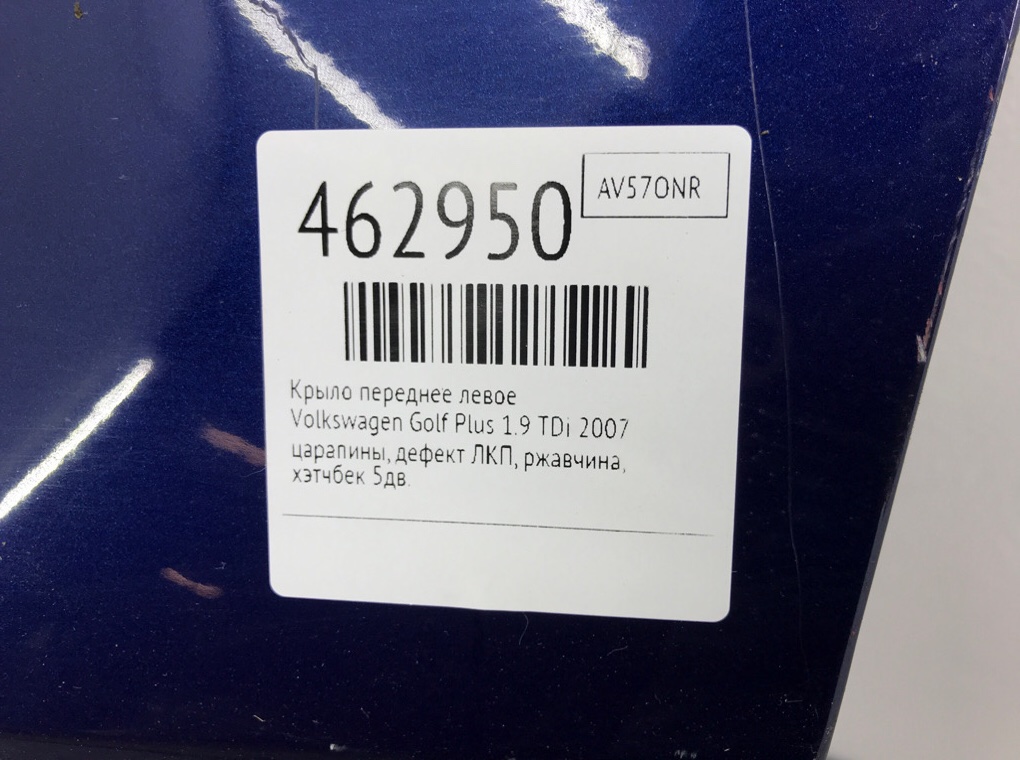 462950
AV57ONR
Крыло переднее левое
Volkswagen Golf Plus 1.9 TDi 2007
царапины, дефект ЛКП, ржавчина,
хэтчбек 5дв.